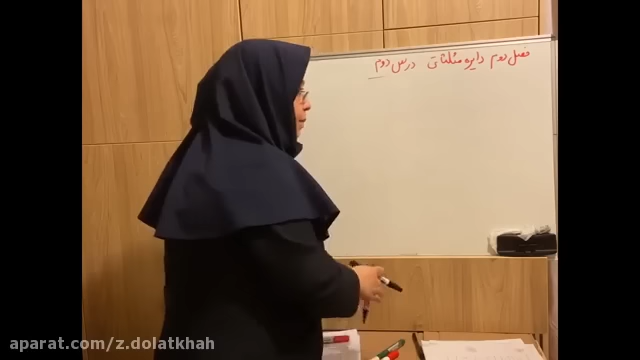 فصل دوم دایره مثلثاتی درس دوم
aparat.com/z.dolatkhah